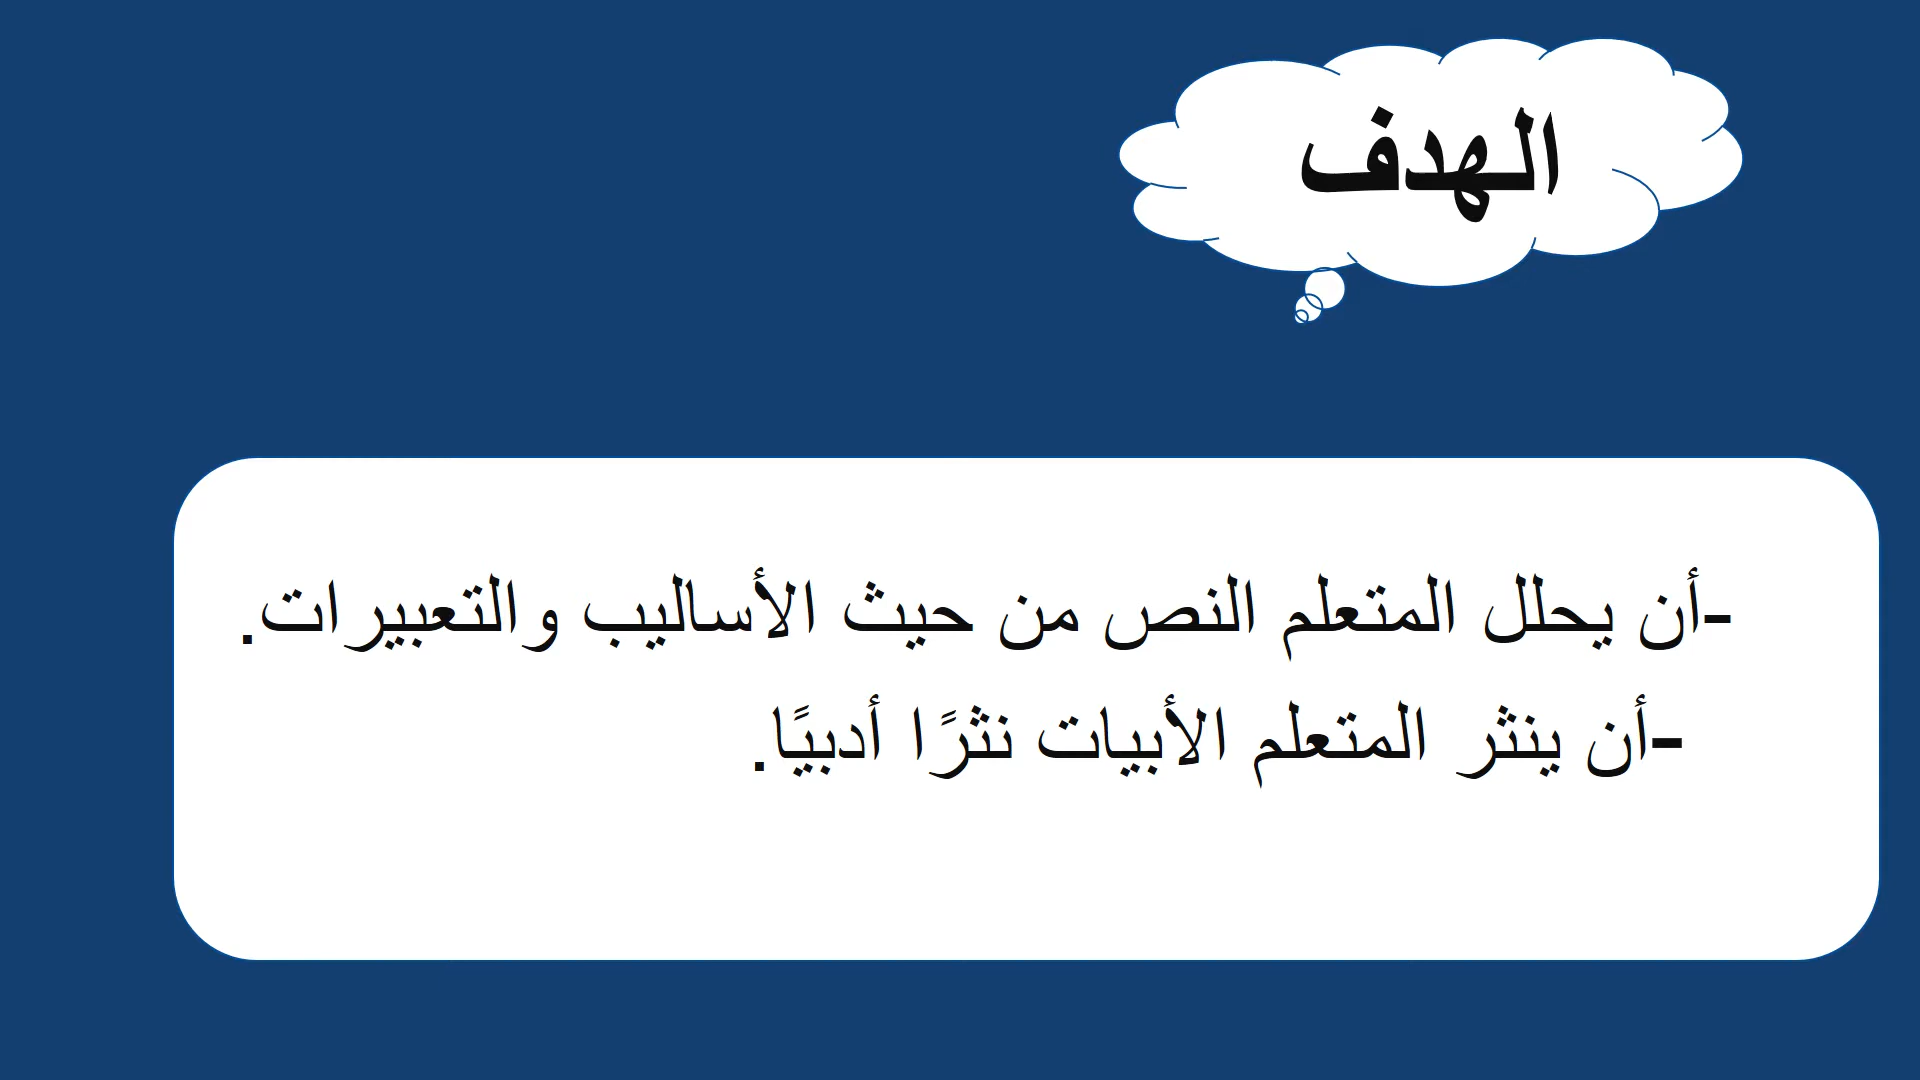 الهدف
-أن يحلل المتعلم النص من حيث الأساليب والتعبيرات.
-أن ينثر المتعلم الأبيات نثرًا أدبيًا.